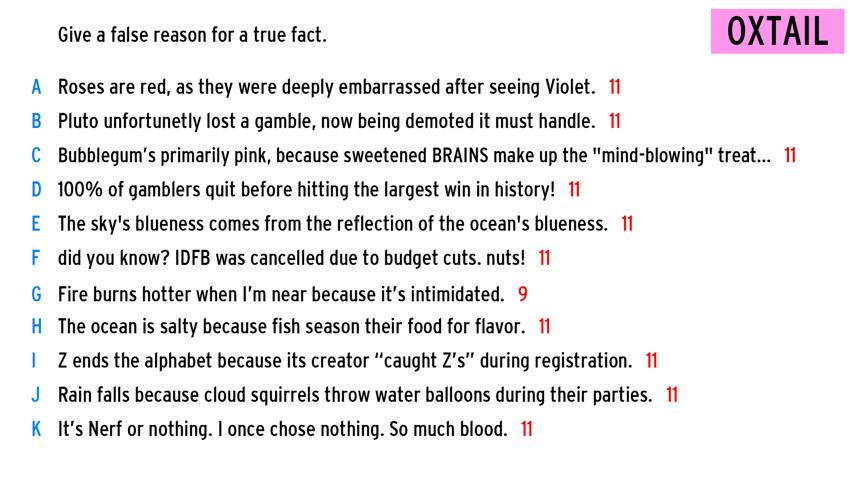 Give a false reason for a true fact.
OXTAIL
A Roses are red, as they were deeply embarrassed after seeing Violet. 11
B Pluto unfortunetly lost a gamble, now being demoted it must handle. 11
C Bubblegum's primarily pink, because sweetened BRAINS make up the "mind-blowing" treat... 11
D 100% of gamblers quit before hitting the largest win in history! 11
E The sky's blueness comes from the reflection of the ocean's blueness. 11
F did you know? IDFB was cancelled due to budget cuts. nuts! 11
G Fire burns hotter when I'm near because it's intimidated. 9
H The ocean is salty because fish season their food for flavor. 11
I Z ends the alphabet because its creator “caught Z's” during registration. 11
J Rain falls because cloud squirrels throw water balloons during their parties. 11
K It's Nerf or nothing. I once chose nothing. So much blood. 11